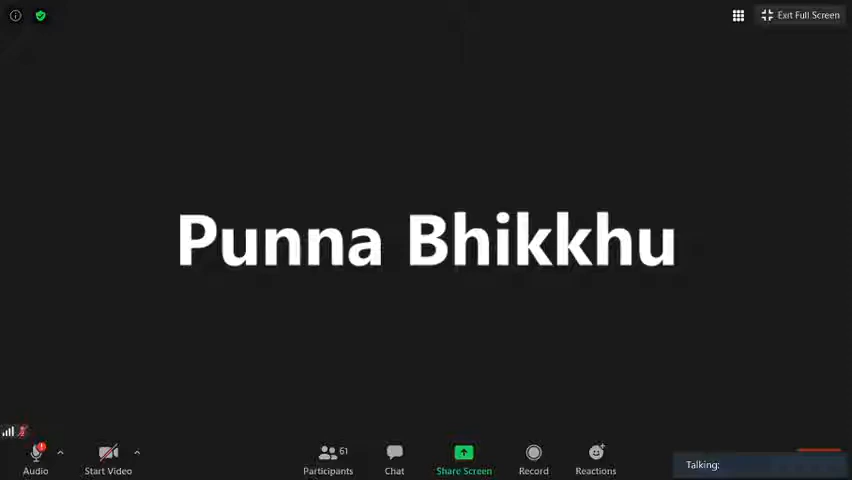 Exit Full Screen
Punna Bhikkhu
61
Audio
Start Video
Participants
Chat
Share Screen
Record
Reactions
Talking: